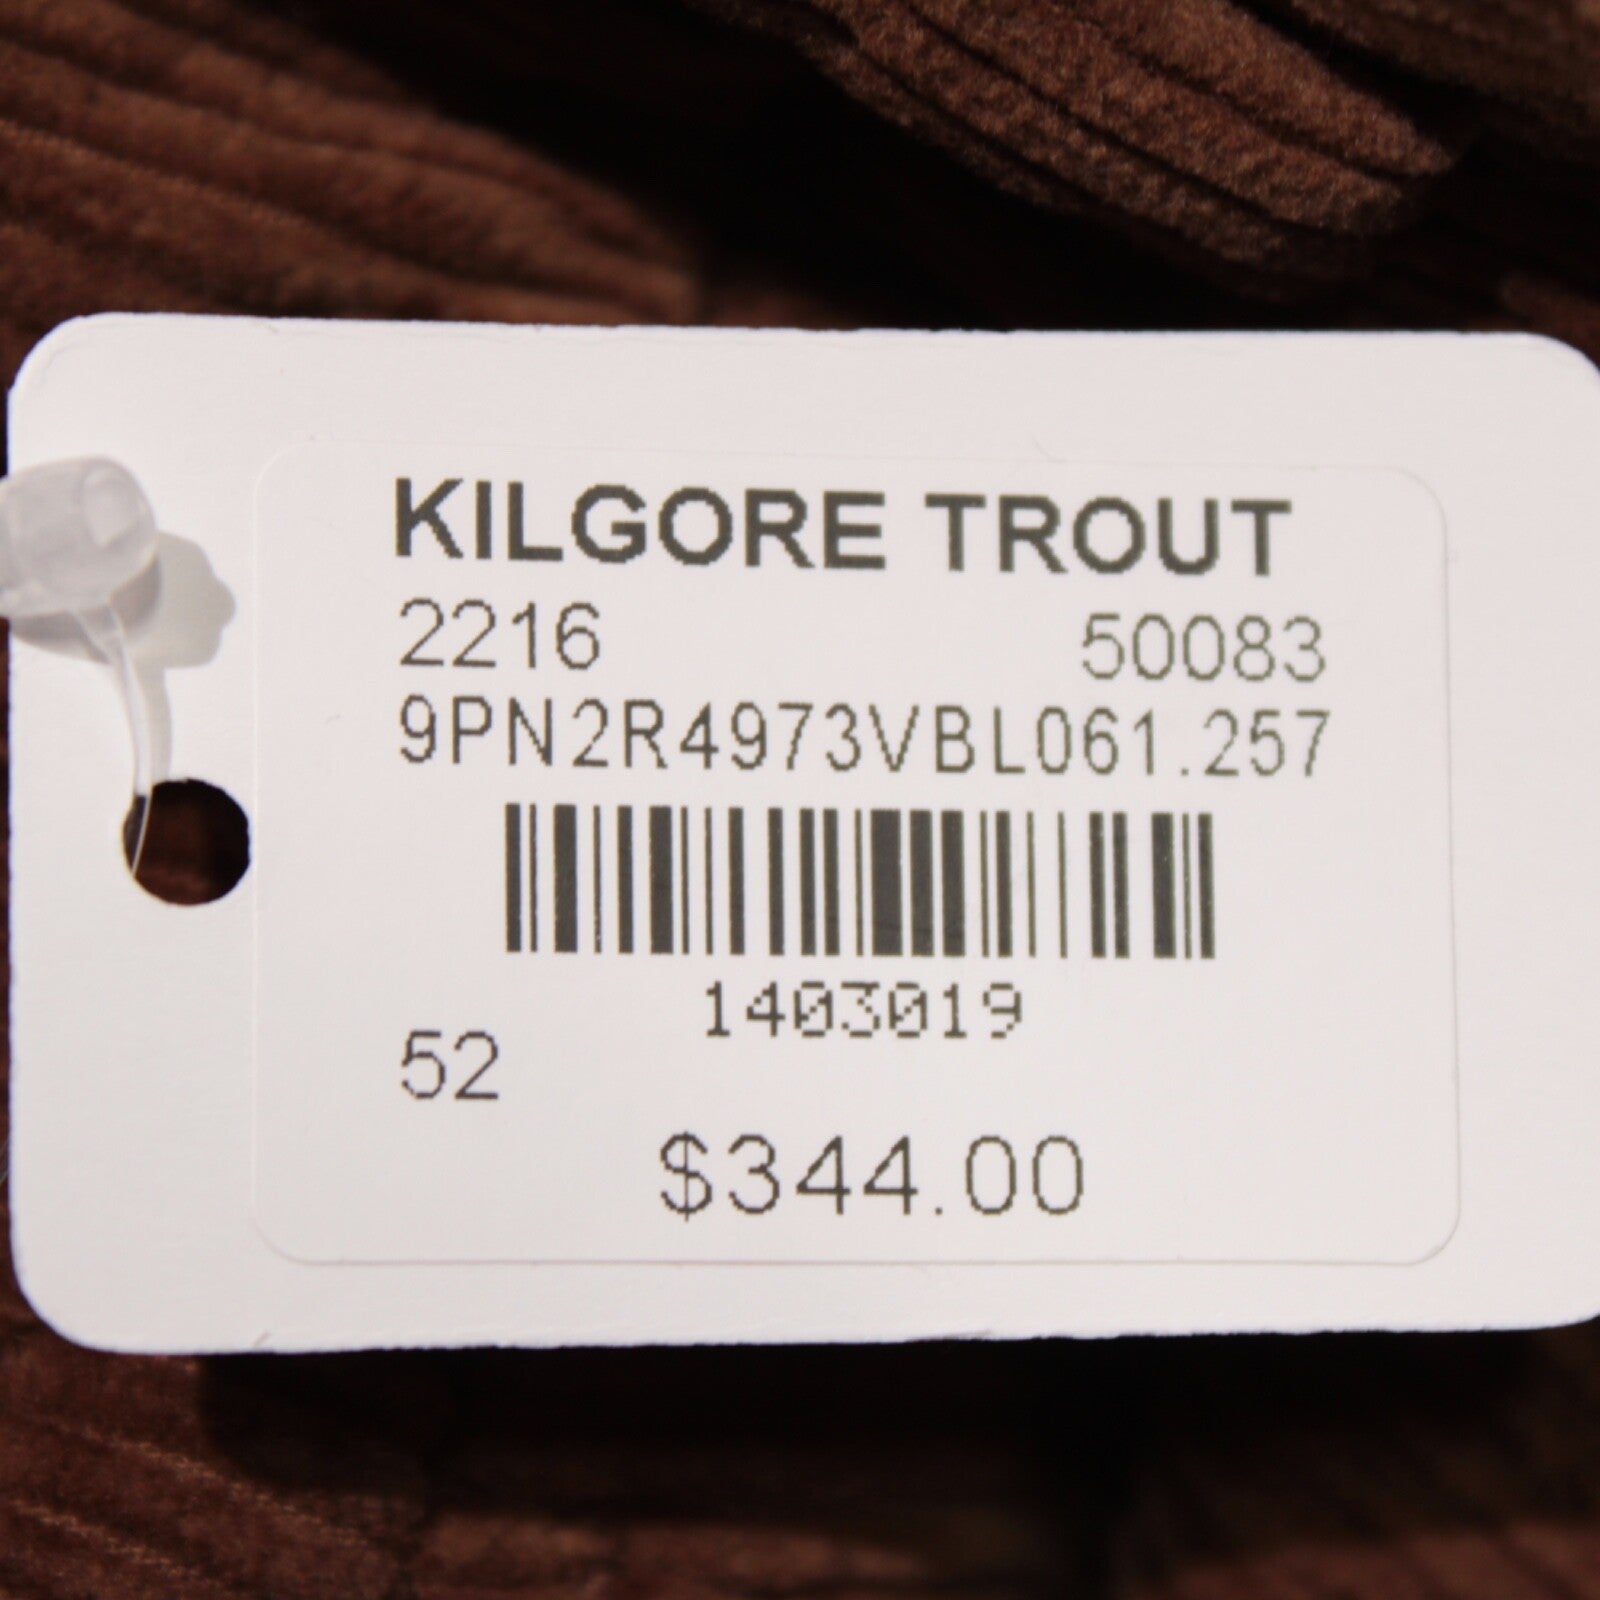 KILGORE TROUT
2216 50083
9PN2R4973VBL061.257
1403019
52
$344.00